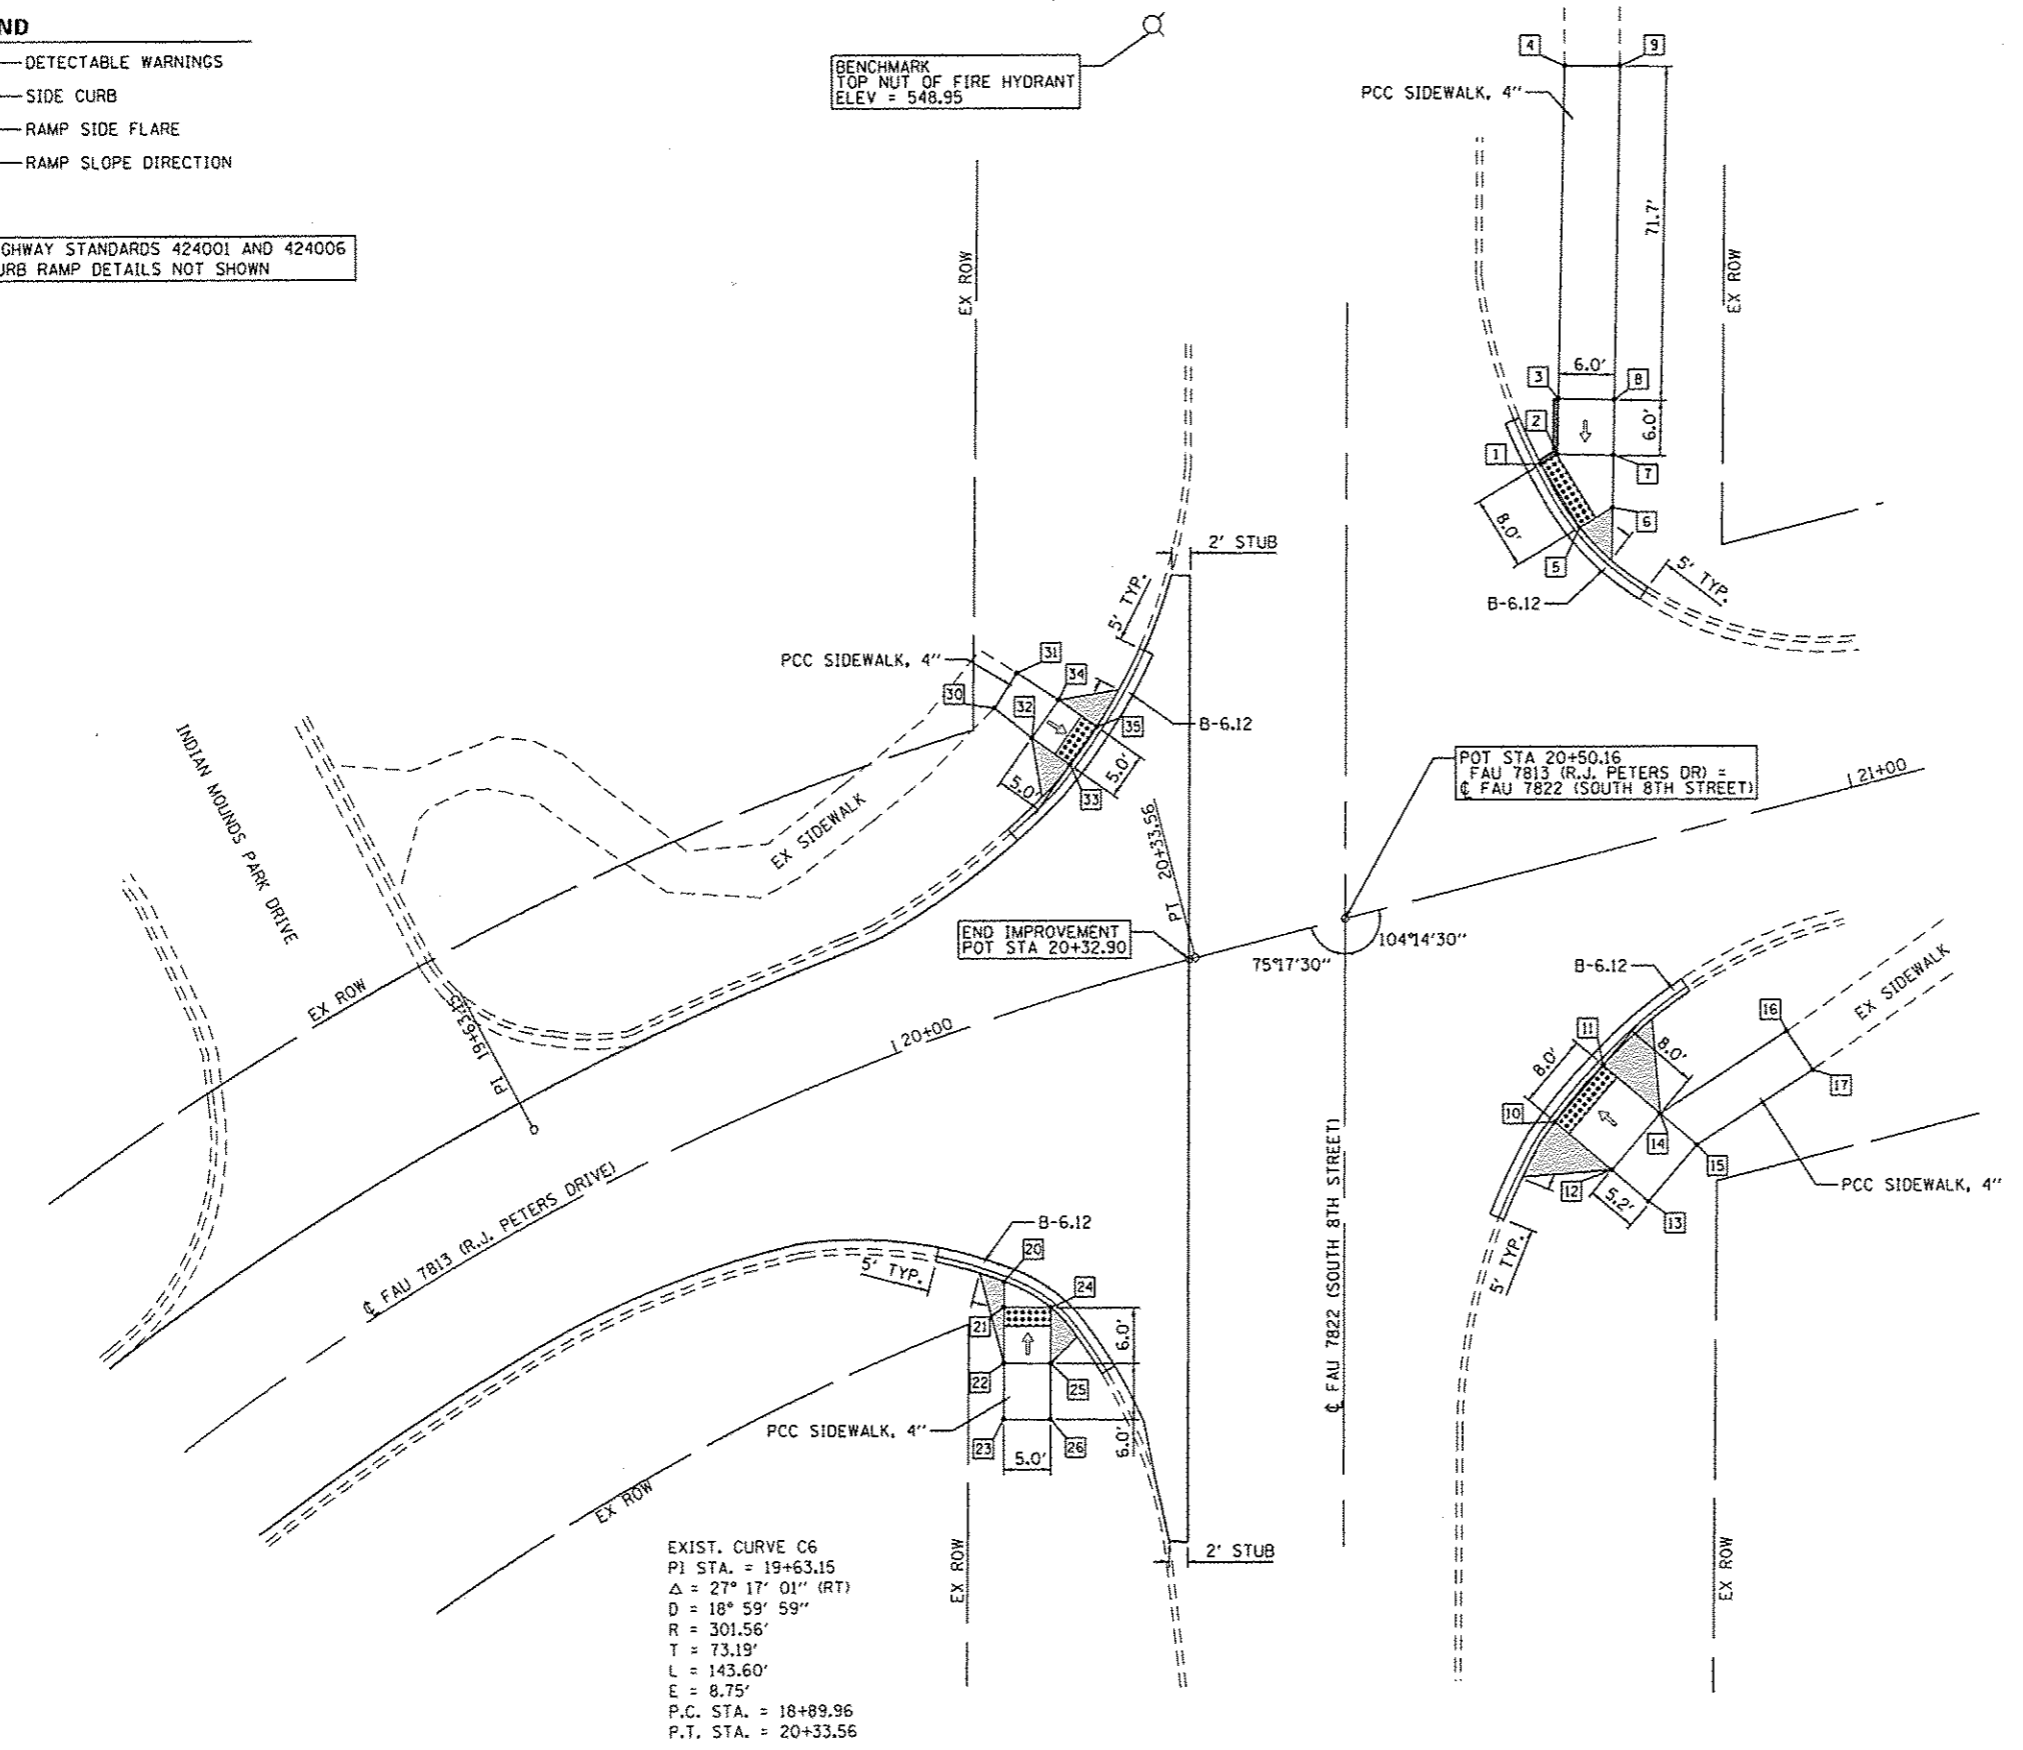 ND
DETECTABLE WARNINGS
SIDE CURB
RAMP SIDE FLARE
RAMP SLOPE DIRECTION
GHWAY STANDARDS 424001 AND 424006
URB RAMP DETAILS NOT SHOWN
BENCHMARK
TOP NUT OF FIRE HYDRANT
ELEV = 548.95
4
9
PCC SIDEWALK, 4"
71.7'
EX ROW
EX ROW
6.0'
3
8
2
6.0'
1
7
8.0'
6
5
5' TYP.
B-6.12
2' STUB
5' TYP.
PCC SIDEWALK, 4"
31
34
30
32
35
B-6.12
5.0'
5.0'
33
INDIAN MOUNDS PARK DRIVE
EX SIDEWALK
PT 20+33.56
POT STA 20+50.16
FAU 7813 (R.J. PETERS DR) =
℄ FAU 7822 (SOUTH 8TH STREET)
21+00
END IMPROVEMENT
POT STA 20+32.90
75°17'30"
104°14'30"
EX ROW
PI 19+63.15
20+00
B-6.12
EX SIDEWALK
16
11
8.0'
8.0'
17
10
14
15
12
5.2'
13
PCC SIDEWALK, 4"
5' TYP.
℄ FAU 7813 (R.J. PETERS DRIVE)
℄ FAU 7822 (SOUTH 8TH STREET)
B-6.12
20
5' TYP.
24
21
6.0'
22
25
PCC SIDEWALK, 4"
23
26
6.0'
5.0'
EX ROW
EX ROW
2' STUB
EX ROW
EXIST. CURVE C6
PI STA. = 19+63.15
Δ = 27° 17' 01" (RT)
D = 18° 59' 59"
R = 301.56'
T = 73.19'
L = 143.60'
E = 8.75'
P.C. STA. = 18+89.96
P.T. STA. = 20+33.56